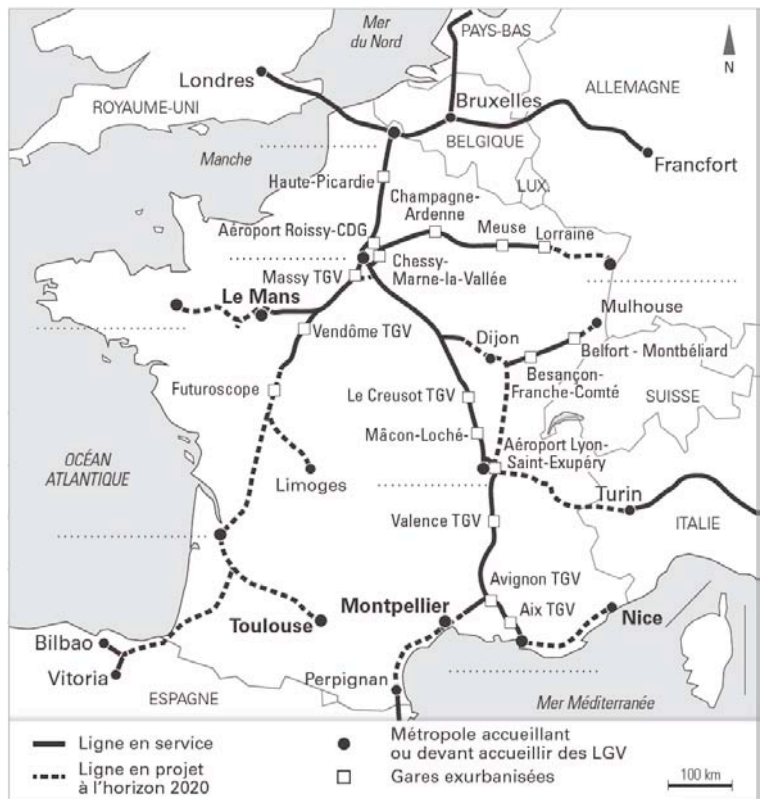 Mer
du Nord
PAYS-BAS
N
Londres
ROYAUME-UNI
Bruxelles
ALLEMAGNE
BELGIQUE
Francfort
Manche
Haute-Picardie
LUX.
Champagne-
Ardenne
Aéroport Roissy-CDG
Meuse
Lorraine
Massy TGV
Chessy-
Marne-la-Vallée
Le Mans
Mulhouse
Vendôme TGV
Dijon
Belfort - Montbéliard
Besançon-
Franche-Comté
Futuroscope
Le Creusot TGV
SUISSE
Mâcon-Loché
Aéroport Lyon-
Saint-Exupéry
OCÉAN
ATLANTIQUE
Limoges
Turin
Valence TGV
ITALIE
Avignon TGV
Aix TGV
Montpellier
Nice
Toulouse
Bilbao
Vitoria
Perpignan
ESPAGNE
Mer Méditerranée
Ligne en service
Ligne en projet
à l'horizon 2020
Métropole accueillant
ou devant accueillir des LGV
Gares exurbanisées
100 km